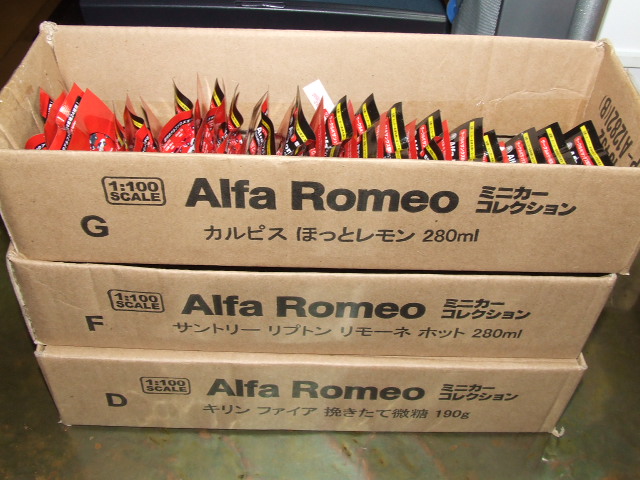 1:100
SCALE
Alfa Romeo ミニカー
コレクション
G
カルピス ほっとレモン 280ml
1:100
SCALE
Alfa Romeo ミニカー
コレクション
F
サントリー リプトン リモーネ ホット 280ml
1:100
SCALE
Alfa Romeo ミニカー
コレクション
D
キリン ファイア 挽きたて微糖 190g